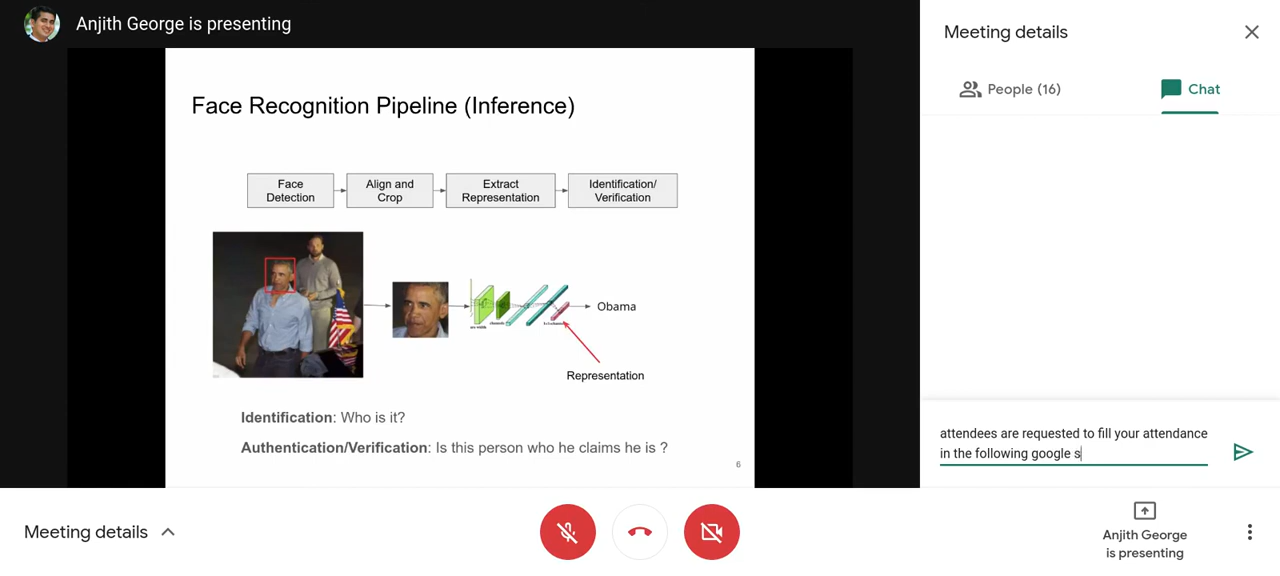 Anjith George is presenting
Meeting details
People (16)
Chat
Face Recognition Pipeline (Inference)
Face
Detection
Align and
Crop
Extract
Representation
Identification/
Verification
Obama
Representation
Identification: Who is it?
Authentication/Verification: Is this person who he claims he is ?
6
attendees are requested to fill your attendance
in the following google s
Meeting details
Anjith George
is presenting